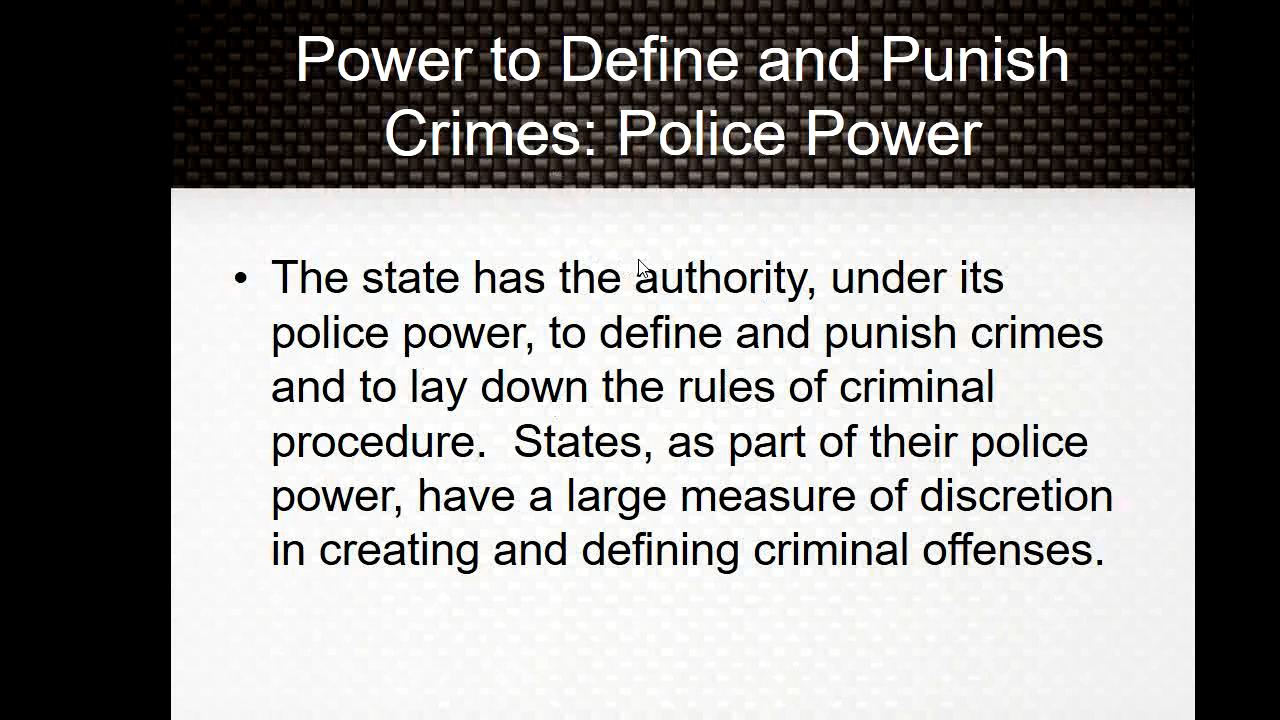 Power to Define and Punish
Crimes: Police Power
• The state has the authority, under its
police power, to define and punish crimes
and to lay down the rules of criminal
procedure.  States, as part of their police
power, have a large measure of discretion
in creating and defining criminal offenses.